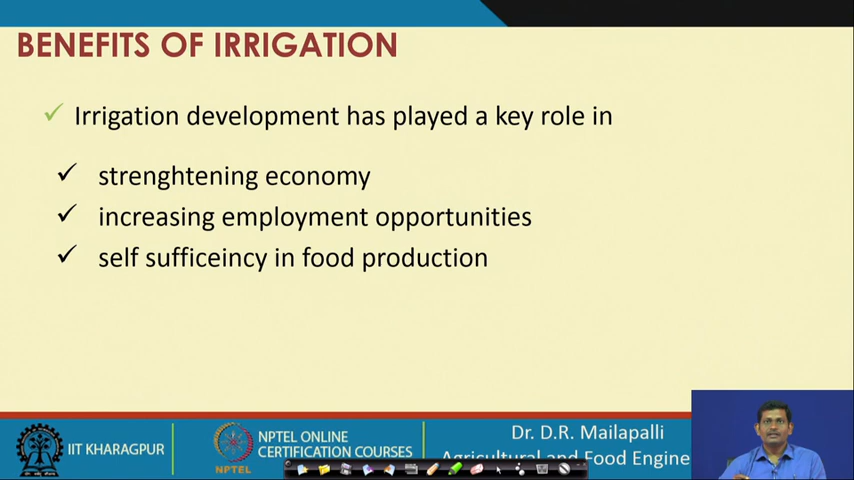 BENEFITS OF IRRIGATION
✓ Irrigation development has played a key role in
✓ strenghtening economy
✓ increasing employment opportunities
✓ self sufficeincy in food production
IIT KHARAGPUR
NPTEL
NPTEL ONLINE
CERTIFICATION COURSES
Dr. D.R. Mailapalli
Agricultural and Food Engine